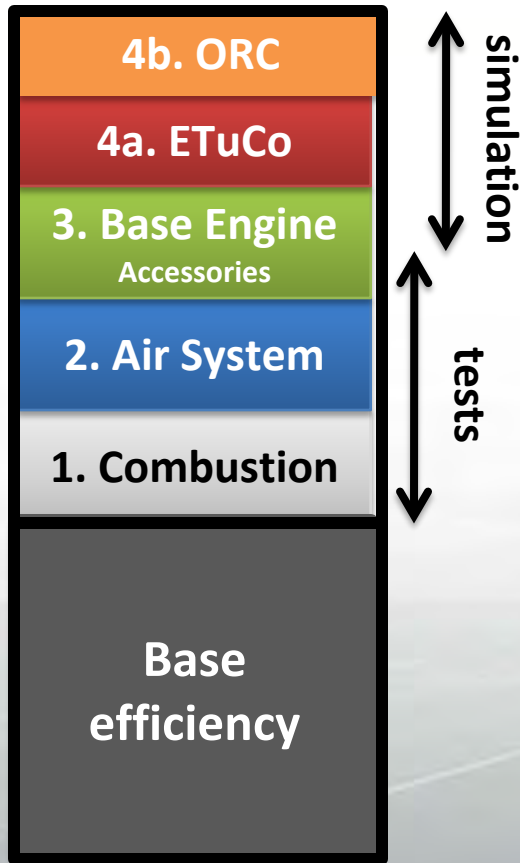 4b. ORC
4a. ETuCo
3. Base Engine
Accessories
2. Air System
1. Combustion
Base
efficiency
simulation
tests